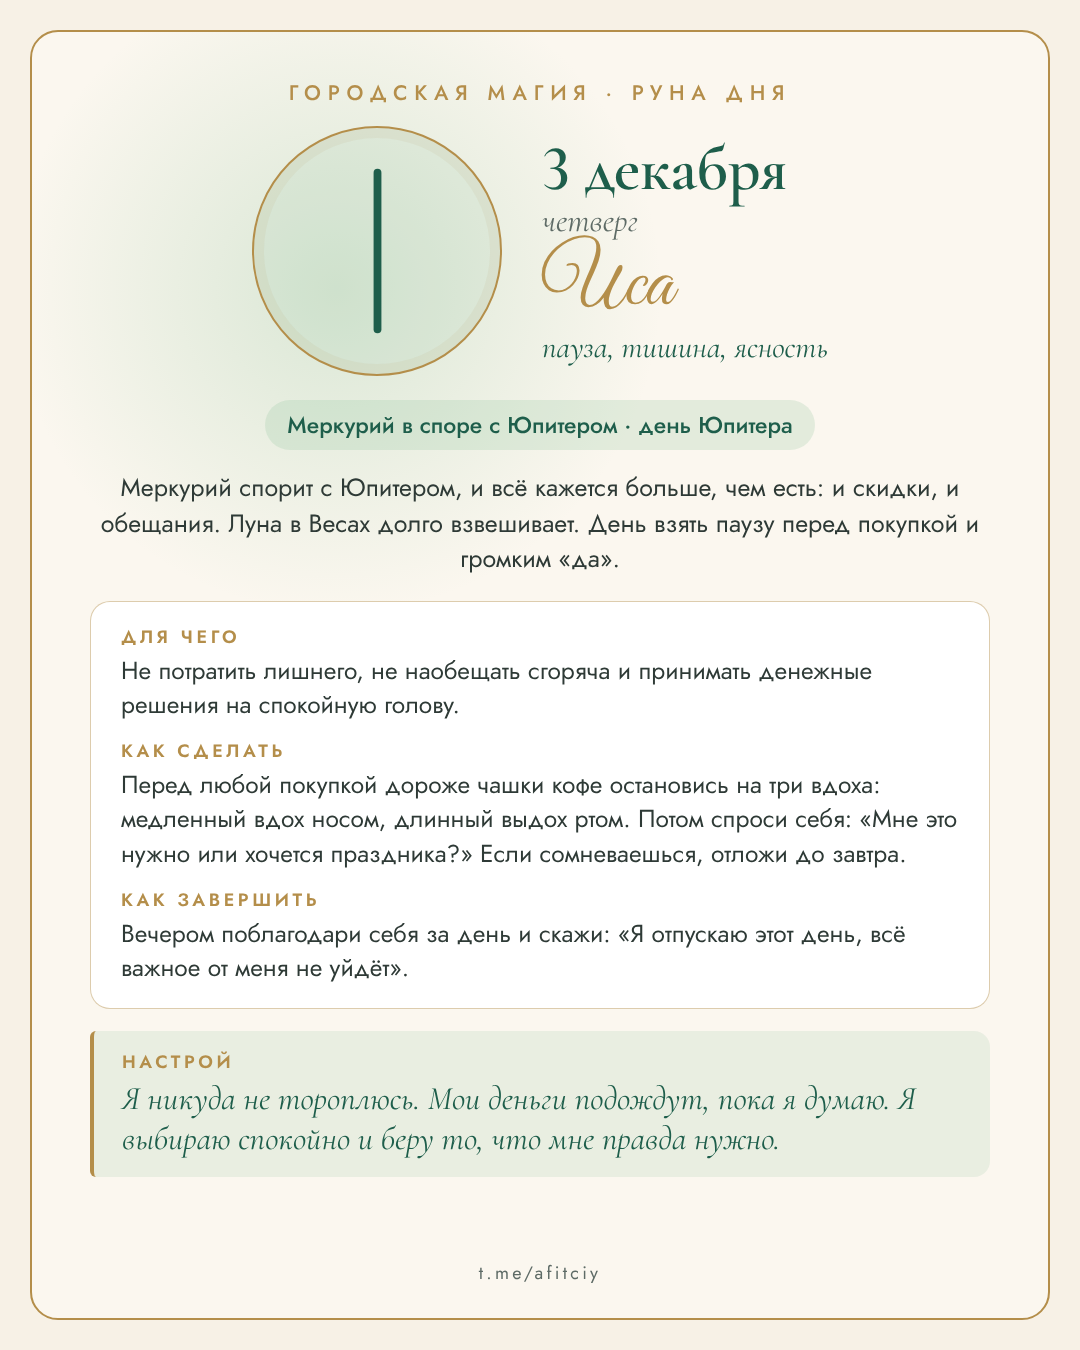 ГОРОДСКАЯ МАГИЯ · РУНА ДНЯ
3 декабря
четверг
Иса
пауза, тишина, ясность
Меркурий в споре с Юпитером · день Юпитера
Меркурий спорит с Юпитером, и всё кажется больше, чем есть: и скидки, и
обещания. Луна в Весах долго взвешивает. День взять паузу перед покупкой и
громким «да».
ДЛЯ ЧЕГО
Не потратить лишнего, не наобещать сгоряча и принимать денежные
решения на спокойную голову.
КАК СДЕЛАТЬ
Перед любой покупкой дороже чашки кофе остановись на три вдоха:
медленный вдох носом, длинный выдох ртом. Потом спроси себя: «Мне это
нужно или хочется праздника?» Если сомневаешься, отложи до завтра.
КАК ЗАВЕРШИТЬ
Вечером поблагодари себя за день и скажи: «Я отпускаю этот день, всё
важное от меня не уйдёт».
НАСТРОЙ
Я никуда не тороплюсь. Мои деньги подождут, пока я думаю. Я
выбираю спокойно и беру то, что мне правда нужно.
t.me/afitciy